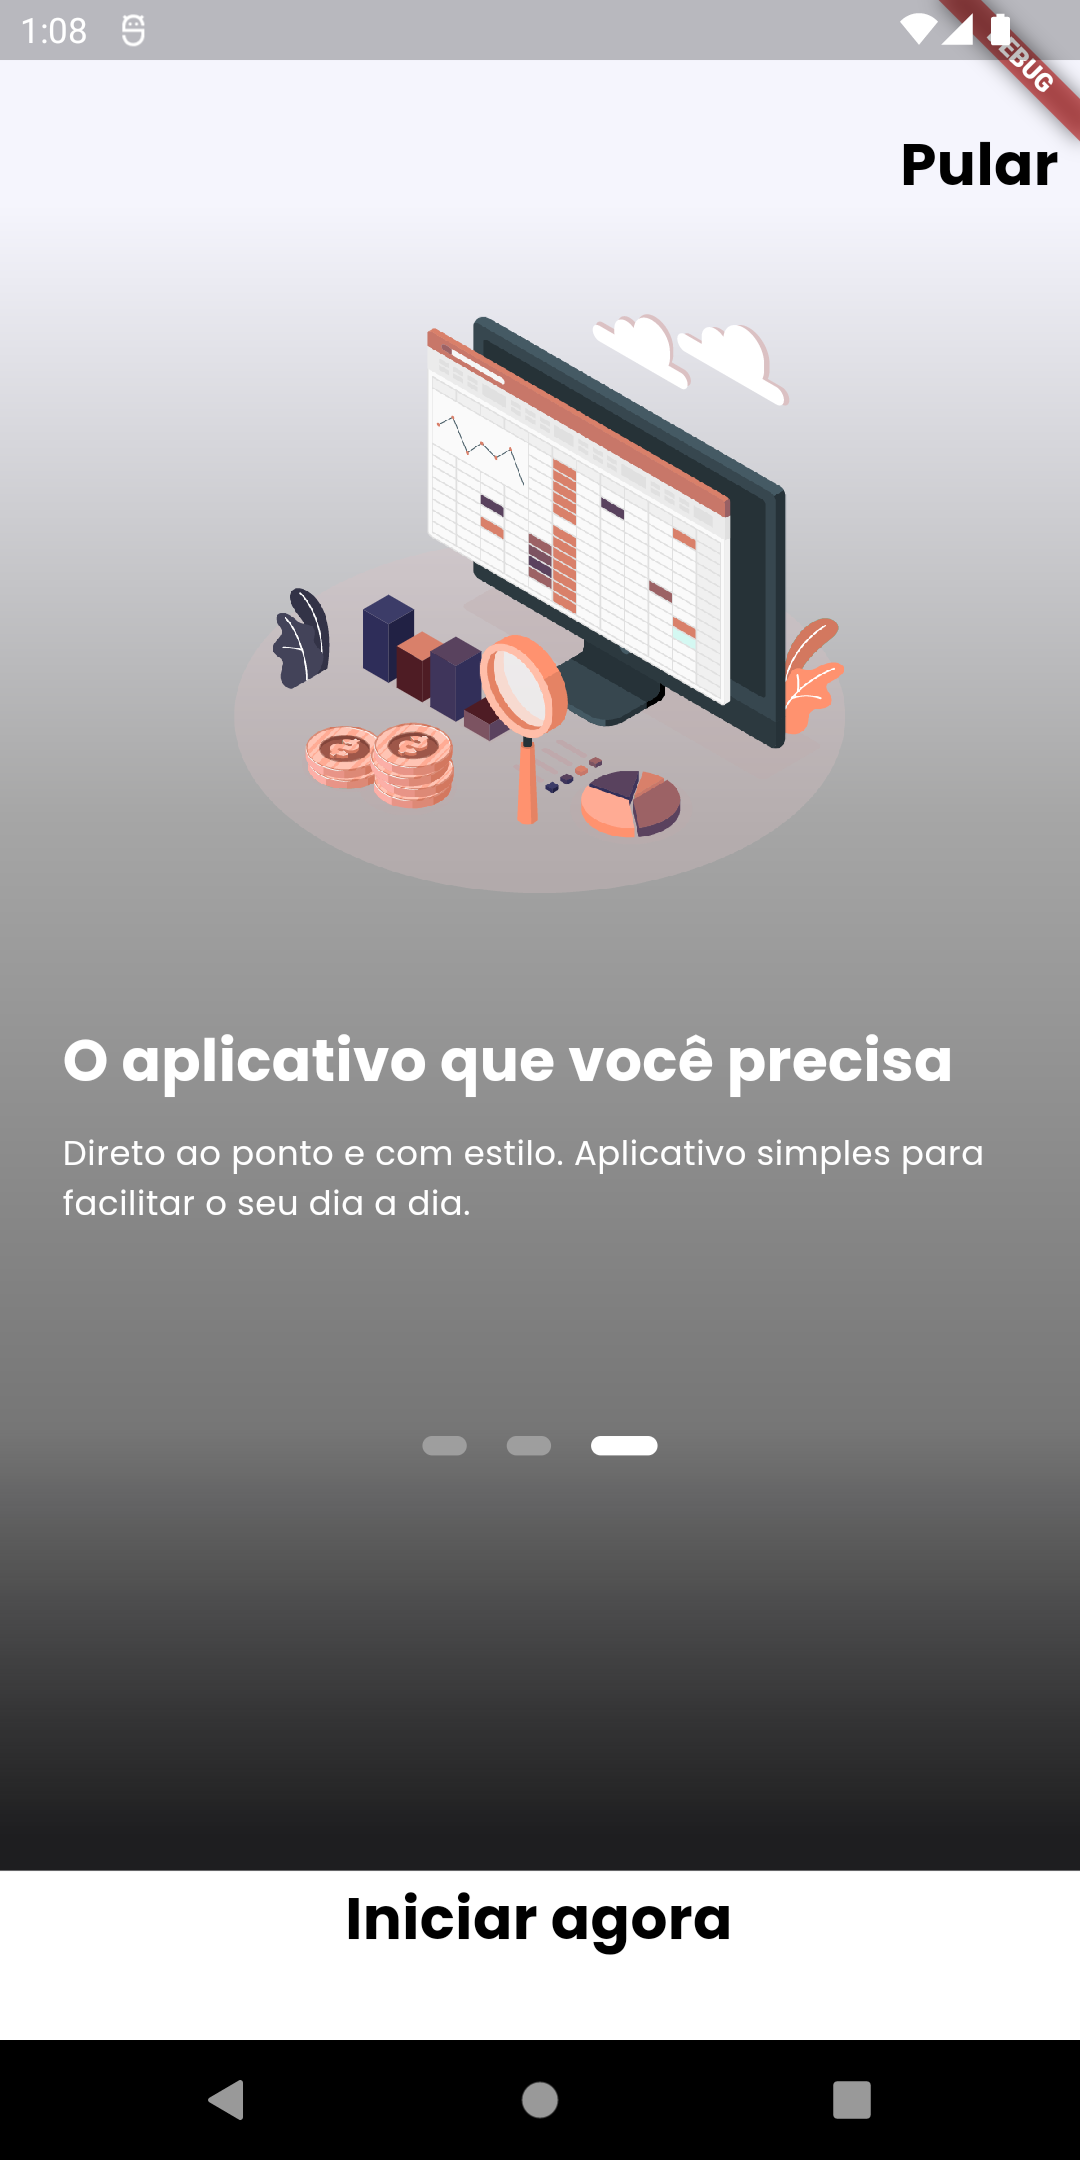 1:08
DEBUG
Pular
O aplicativo que você precisa
Direto ao ponto e com estilo. Aplicativo simples para
facilitar o seu dia a dia.
Iniciar agora